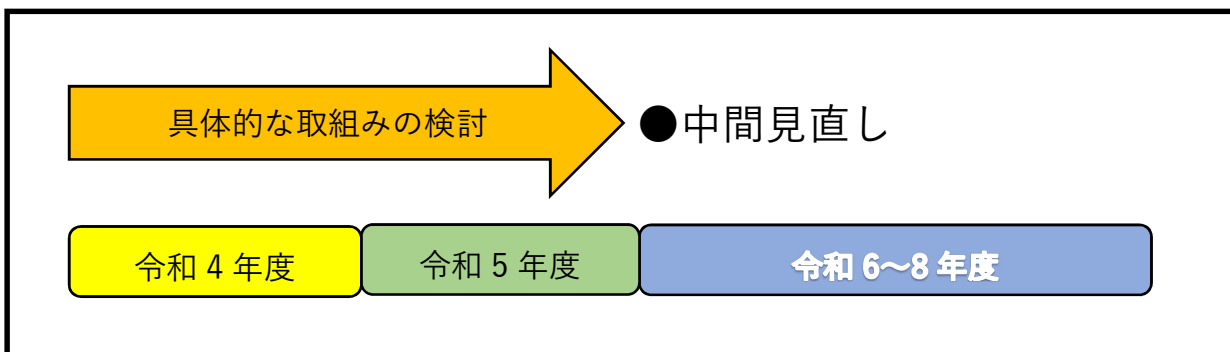 具体的な取組みの検討
●中間見直し
令和 4 年度
令和 5 年度
令和 6～8 年度